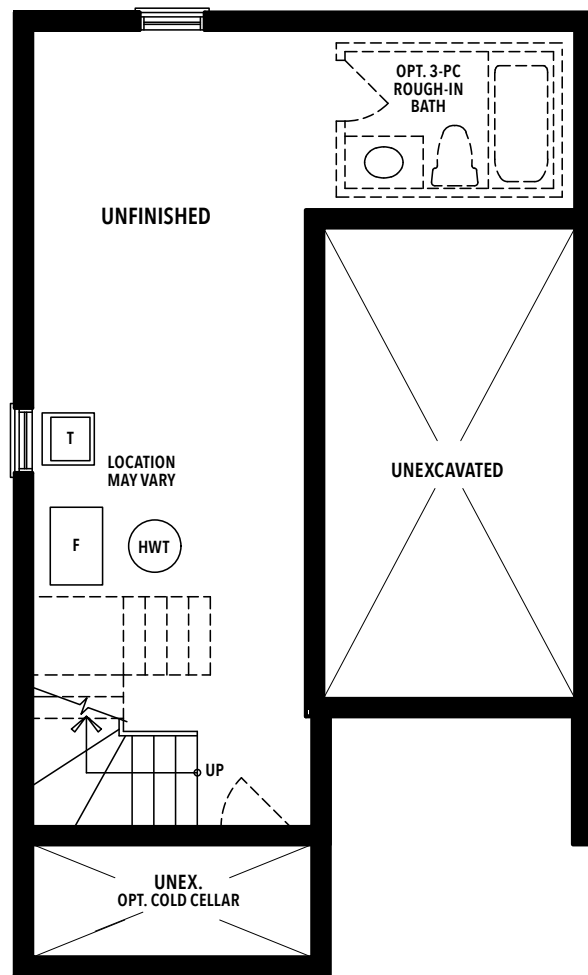 OPT. 3-PC
ROUGH-IN
BATH
UNFINISHED
T
LOCATION
MAY VARY
UNEXCAVATED
F
HWT
UP
UNEX.
OPT. COLD CELLAR